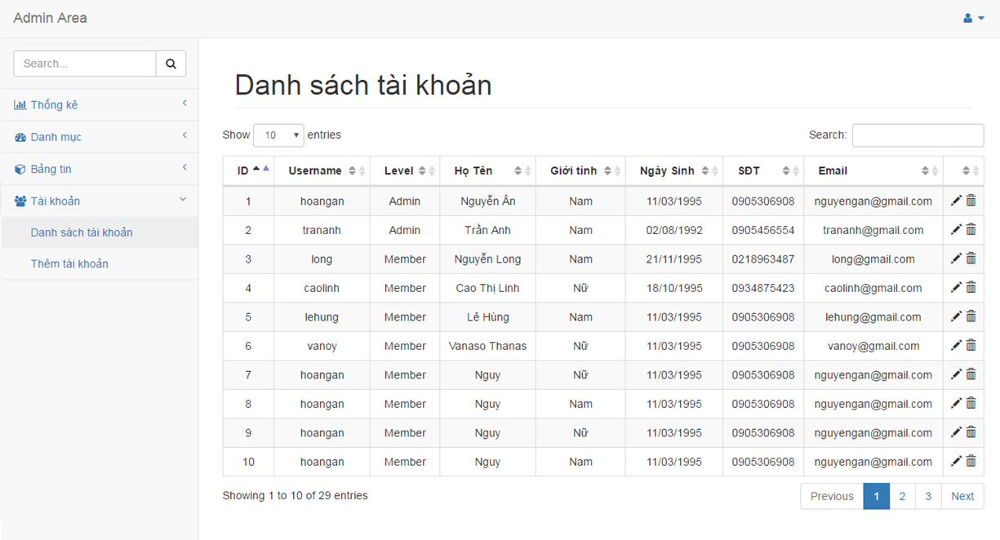 Admin Area
Search...
Thống kê
Danh mục
Bảng tin
Tài khoản
Danh sách tài khoản
Thêm tài khoản
Danh sách tài khoản
Show 10 entries Search:
ID Username Level Họ Tên Giới tính Ngày Sinh SĐT Email
1 hoangan Admin Nguyễn Ân Nam 11/03/1995 0905306908 nguyengan@gmail.com
2 trananh Admin Trần Anh Nam 02/08/1992 0905456554 trananh@gmail.com
3 long Member Nguyễn Long Nam 21/11/1995 0218963487 long@gmail.com
4 caolinh Member Cao Thị Linh Nữ 18/10/1995 0934875423 caolinh@gmail.com
5 lehung Member Lê Hùng Nam 11/03/1995 0905306908 lehung@gmail.com
6 vanoy Member Vanaso Thanas Nữ 11/03/1995 0905306908 vanoy@gmail.com
7 hoangan Member Nguy Nữ 11/03/1995 0905306908 nguyengan@gmail.com
8 hoangan Member Nguy Nam 11/03/1995 0905306908 nguyengan@gmail.com
9 hoangan Member Nguy Nữ 11/03/1995 0905306908 nguyengan@gmail.com
10 hoangan Member Nguy Nam 11/03/1995 0905306908 nguyengan@gmail.com
Showing 1 to 10 of 29 entries Previous 1 2 3 Next